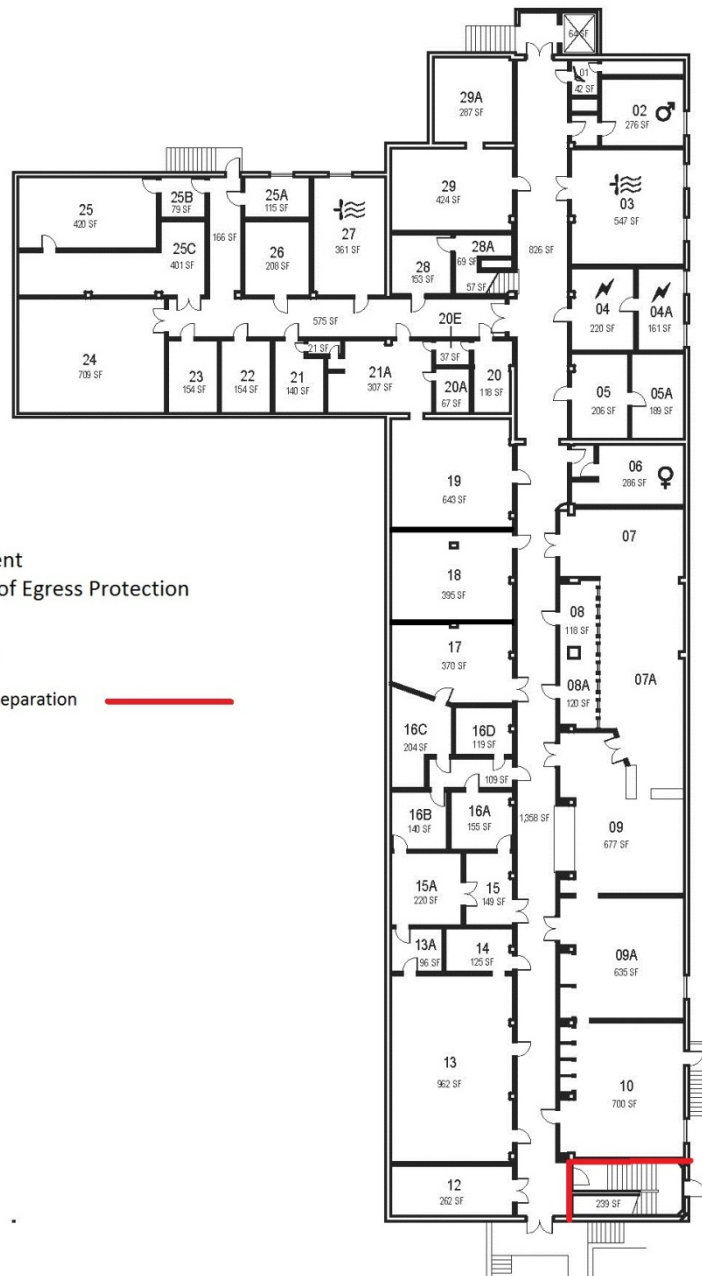 64 SF
01
42 SF
02
276 SF
29A
287 SF
29
424 SF
03
547 SF
25
420 SF
25B
79 SF
25A
115 SF
166 SF
27
361 SF
826 SF
25C
401 SF
26
208 SF
28
153 SF
28A
69 SF
57 SF
04
220 SF
04A
161 SF
575 SF
20E
24
709 SF
23
154 SF
22
154 SF
21
140 SF
21 SF
21A
307 SF
37 SF
20A
67 SF
20
118 SF
05
206 SF
05A
189 SF
19
643 SF
06
286 SF
07
ent
of Egress Protection
18
395 SF
08
118 SF
17
370 SF
08A
120 SF
07A
eparation
16C
204 SF
16D
119 SF
109 SF
16B
140 SF
16A
155 SF
1,358 SF
09
677 SF
15A
220 SF
15
149 SF
13A
96 SF
14
125 SF
09A
635 SF
13
962 SF
10
700 SF
12
262 SF
239 SF